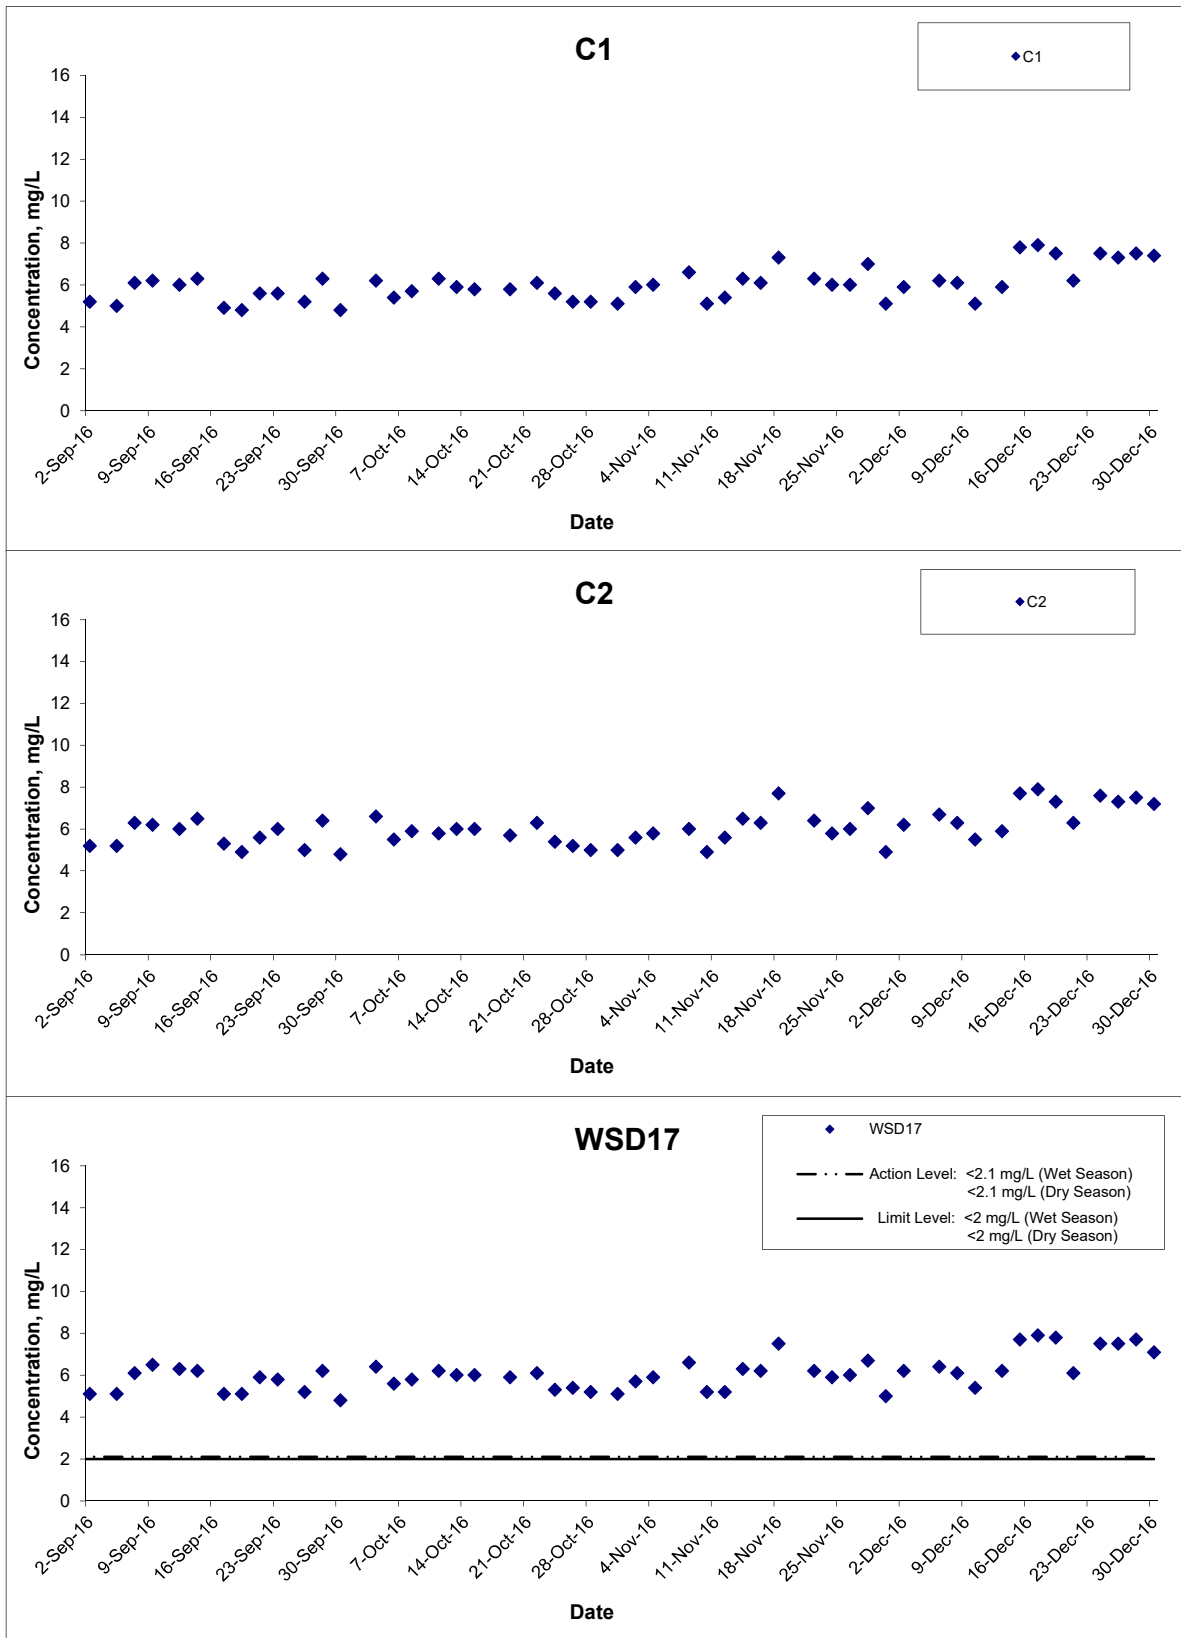 C1
C1
Concentration, mg/L
16
14
12
10
8
6
4
2
0
2-Sep-16
9-Sep-16
16-Sep-16
23-Sep-16
30-Sep-16
7-Oct-16
14-Oct-16
21-Oct-16
28-Oct-16
4-Nov-16
11-Nov-16
18-Nov-16
25-Nov-16
2-Dec-16
9-Dec-16
16-Dec-16
23-Dec-16
30-Dec-16
Date
C2
C2
Concentration, mg/L
16
14
12
10
8
6
4
2
0
2-Sep-16
9-Sep-16
16-Sep-16
23-Sep-16
30-Sep-16
7-Oct-16
14-Oct-16
21-Oct-16
28-Oct-16
4-Nov-16
11-Nov-16
18-Nov-16
25-Nov-16
2-Dec-16
9-Dec-16
16-Dec-16
23-Dec-16
30-Dec-16
Date
WSD17
WSD17
Action Level: <2.1 mg/L (Wet Season)
<2.1 mg/L (Dry Season)
Limit Level: <2 mg/L (Wet Season)
<2 mg/L (Dry Season)
Concentration, mg/L
16
14
12
10
8
6
4
2
0
2-Sep-16
9-Sep-16
16-Sep-16
23-Sep-16
30-Sep-16
7-Oct-16
14-Oct-16
21-Oct-16
28-Oct-16
4-Nov-16
11-Nov-16
18-Nov-16
25-Nov-16
2-Dec-16
9-Dec-16
16-Dec-16
23-Dec-16
30-Dec-16
Date